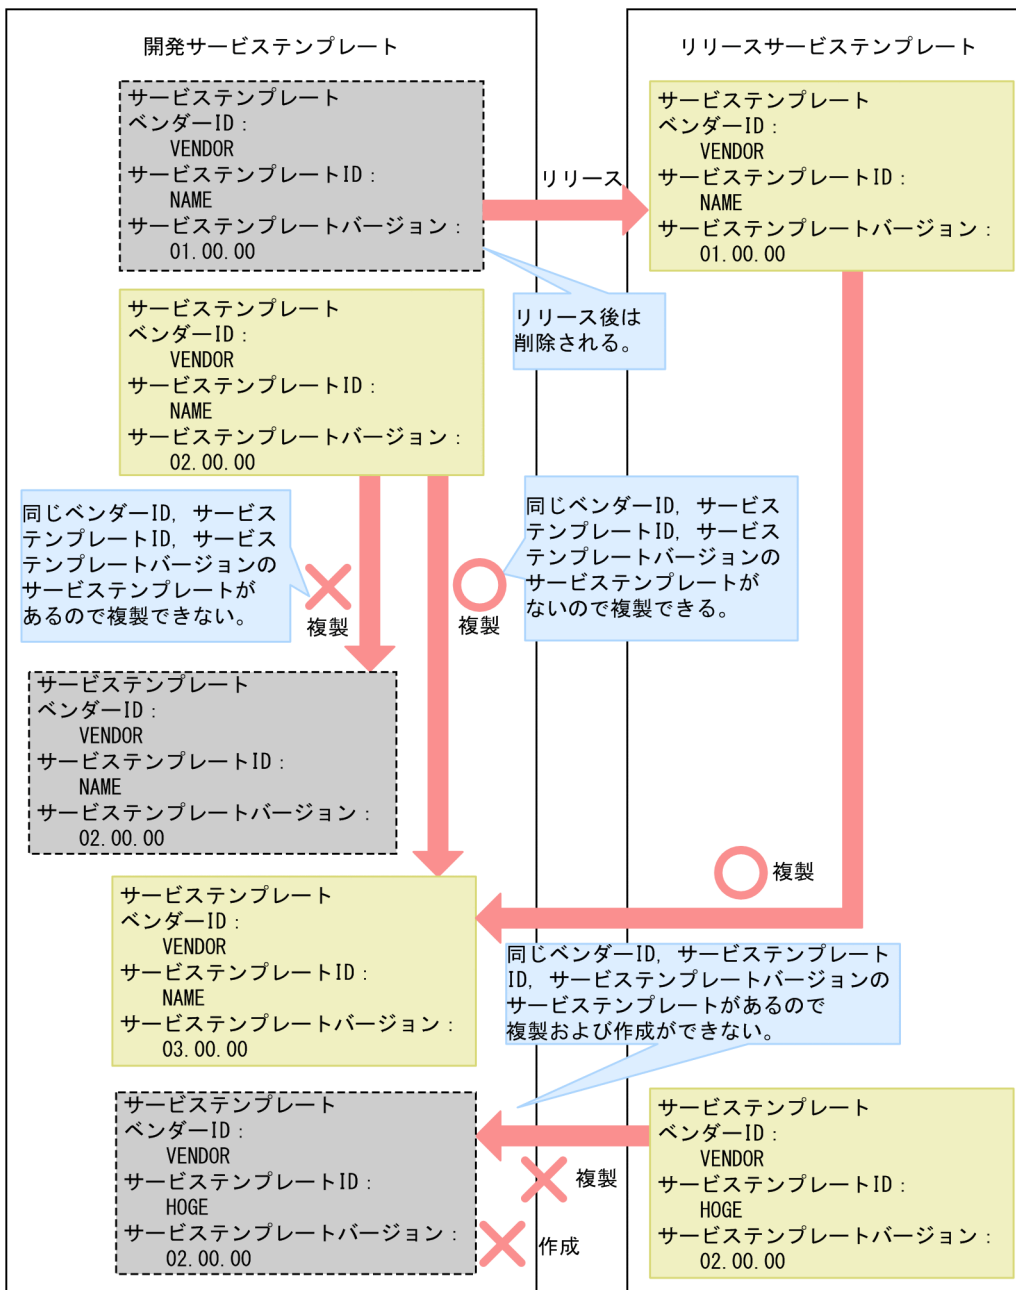 開発サービステンプレート
リリースサービステンプレート
サービステンプレート
ベンダーID：
VENDOR
サービステンプレートID：
NAME
サービステンプレートバージョン：
01.00.00
リリース
サービステンプレート
ベンダーID：
VENDOR
サービステンプレートID：
NAME
サービステンプレートバージョン：
01.00.00
リリース後は
削除される。
サービステンプレート
ベンダーID：
VENDOR
サービステンプレートID：
NAME
サービステンプレートバージョン：
02.00.00
同じベンダーID，サービス
テンプレートID，サービス
テンプレートバージョンの
サービステンプレートが
あるので複製できない。
複製
複製
同じベンダーID，サービス
テンプレートID，サービス
テンプレートバージョンの
サービステンプレートが
ないので複製できる。
サービステンプレート
ベンダーID：
VENDOR
サービステンプレートID：
NAME
サービステンプレートバージョン：
02.00.00
複製
サービステンプレート
ベンダーID：
VENDOR
サービステンプレートID：
NAME
サービステンプレートバージョン：
03.00.00
同じベンダーID，サービステンプレート
ID，サービステンプレートバージョンの
サービステンプレートがあるので
複製および作成ができない。
サービステンプレート
ベンダーID：
VENDOR
サービステンプレートID：
HOGE
サービステンプレートバージョン：
02.00.00
複製
作成
サービステンプレート
ベンダーID：
VENDOR
サービステンプレートID：
HOGE
サービステンプレートバージョン：
02.00.00